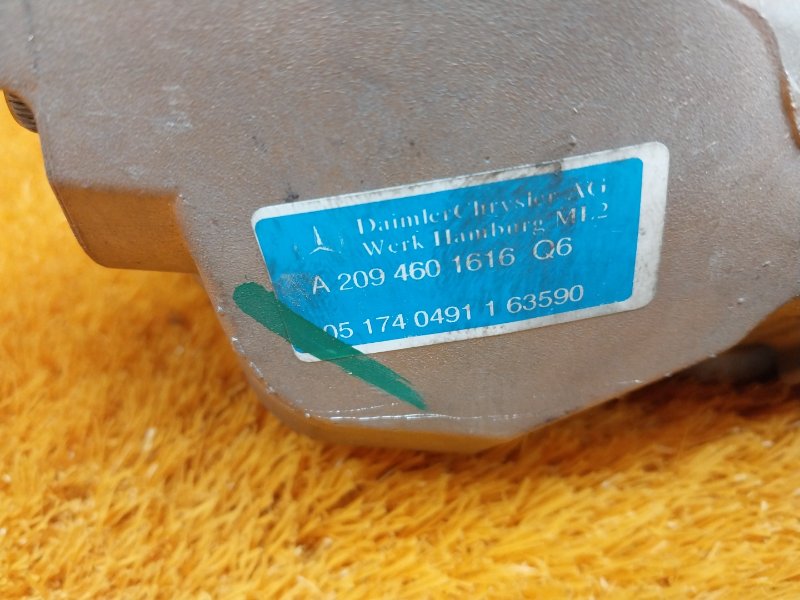 DaimlerChrysler AG
Werk Hamburg ML2
A 209 460 1616 Q6
05 174 0491 1 63590